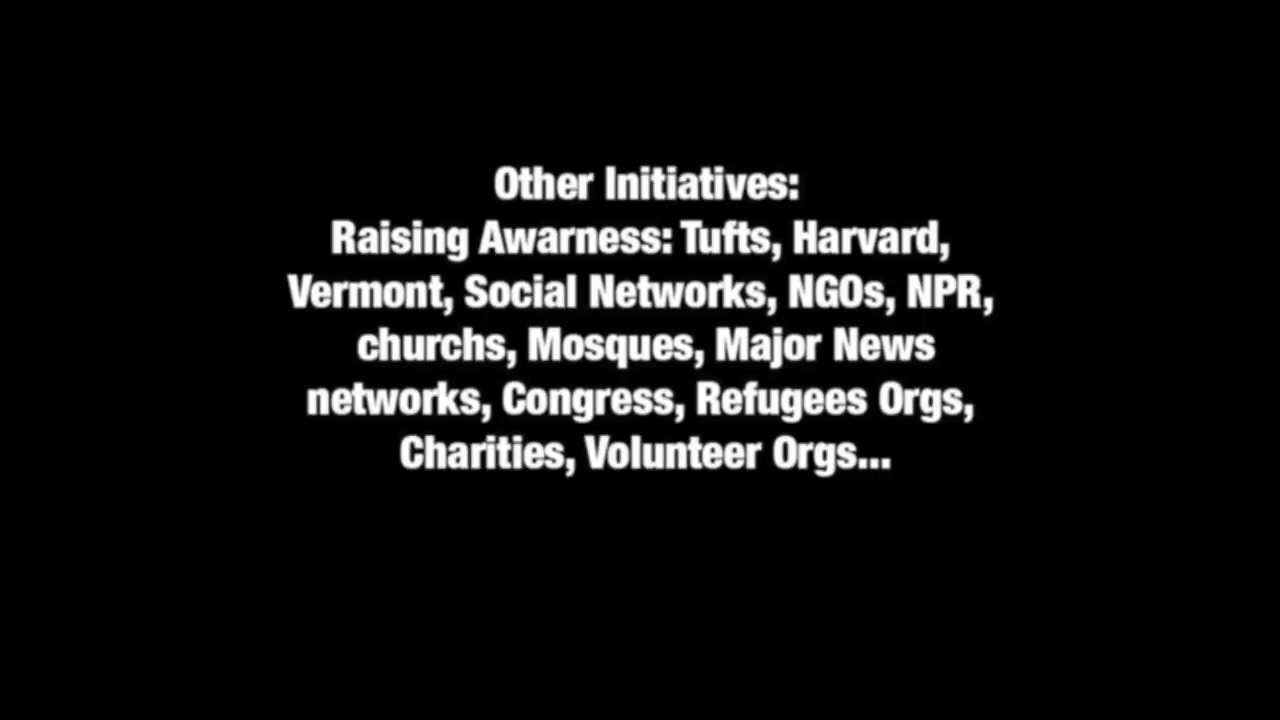 Other Initiatives:
Raising Awarness: Tufts, Harvard,
Vermont, Social Networks, NGOs, NPR,
churchs, Mosques, Major News
networks, Congress, Refugees Orgs,
Charities, Volunteer Orgs...